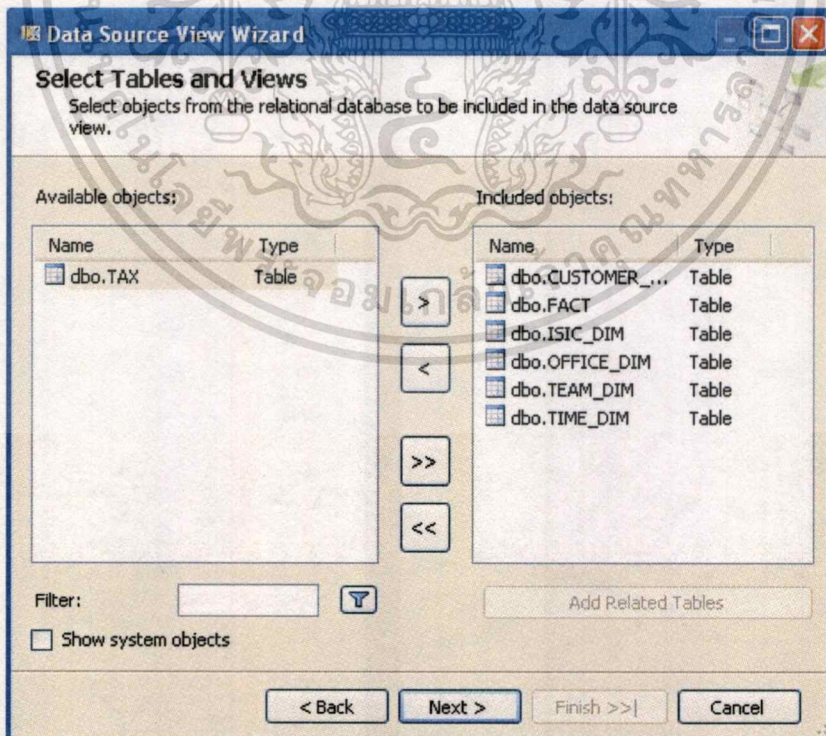 Data Source View Wizard
Select Tables and Views
Select objects from the relational database to be included in the data source
view.
Available objects:
Name Type
dbo.TAX Table
>
<
>>
<<
Included objects:
Name Type
dbo.CUSTOMER_... Table
dbo.FACT Table
dbo.ISIC_DIM Table
dbo.OFFICE_DIM Table
dbo.TEAM_DIM Table
dbo.TIME_DIM Table
Filter:
Add Related Tables
Show system objects
< Back Next > Finish >>| Cancel